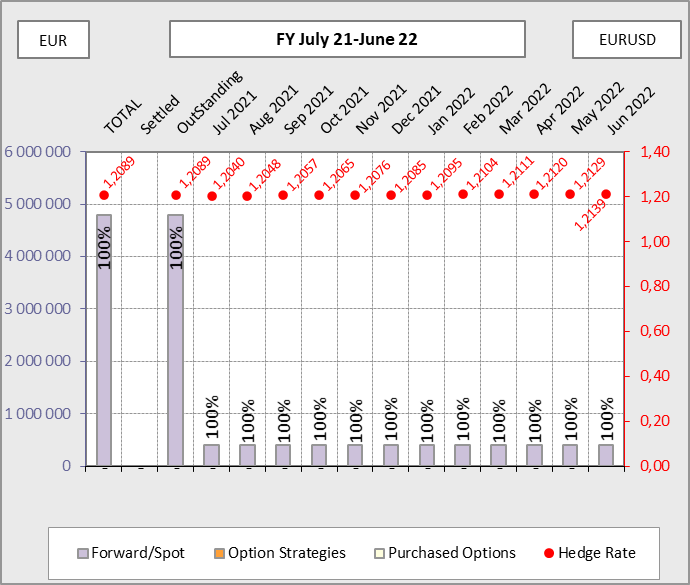 EUR
FY July 21-June 22
EURUSD
TOTAL
Settled
OutStanding
Jul 2021
Aug 2021
Sep 2021
Oct 2021
Nov 2021
Dec 2021
Jan 2022
Feb 2022
Mar 2022
Apr 2022
May 2022
Jun 2022
6 000 000
5 000 000
4 000 000
3 000 000
2 000 000
1 000 000
0
1,2089
1,2089
1,2040
1,2048
1,2057
1,2065
1,2076
1,2085
1,2095
1,2104
1,2111
1,2120
1,2129
1,2139
100%
100%
100%
100%
100%
100%
100%
100%
100%
100%
100%
100%
100%
100%
1,40
1,20
1,00
0,80
0,60
0,40
0,20
0,00
Forward/Spot
Option Strategies
Purchased Options
Hedge Rate